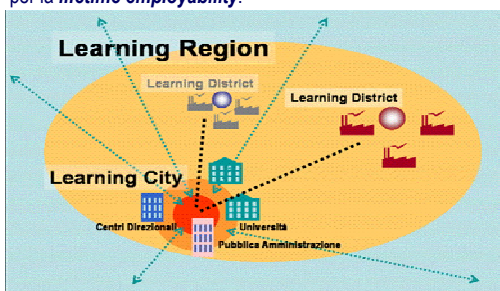 per la lifetime employability.
Learning Region
Learning District
Learning District
Learning City
Centri Direzionali
Università
Pubblica Amministrazione